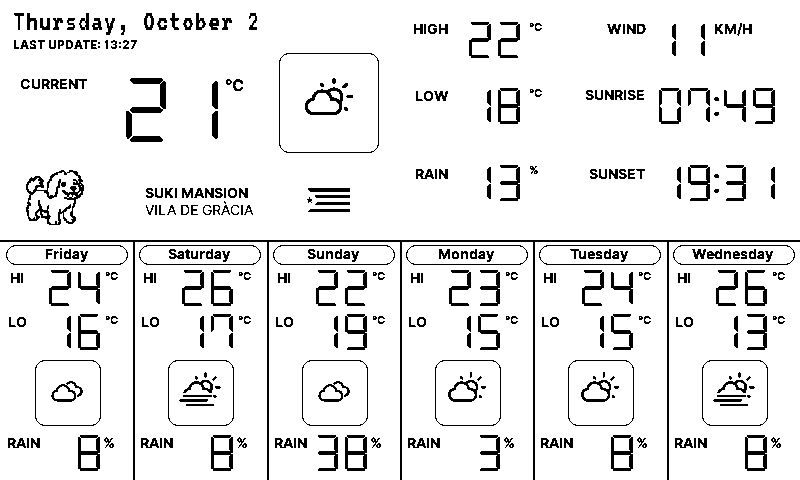 Thursday, October 2
LAST UPDATE: 13:27
CURRENT 21 °C
SUKI MANSION
VILA DE GRÀCIA
HIGH 22 °C
LOW 18 °C
RAIN 13 %
WIND 11 KM/H
SUNRISE 07:49
SUNSET 19:31
Friday
HI 24 °C
LO 16 °C
RAIN 8 %
Saturday
HI 26 °C
LO 17 °C
RAIN 8 %
Sunday
HI 22 °C
LO 19 °C
RAIN 38 %
Monday
HI 23 °C
LO 15 °C
RAIN 3 %
Tuesday
HI 24 °C
LO 15 °C
RAIN 8 %
Wednesday
HI 26 °C
LO 13 °C
RAIN 8 %